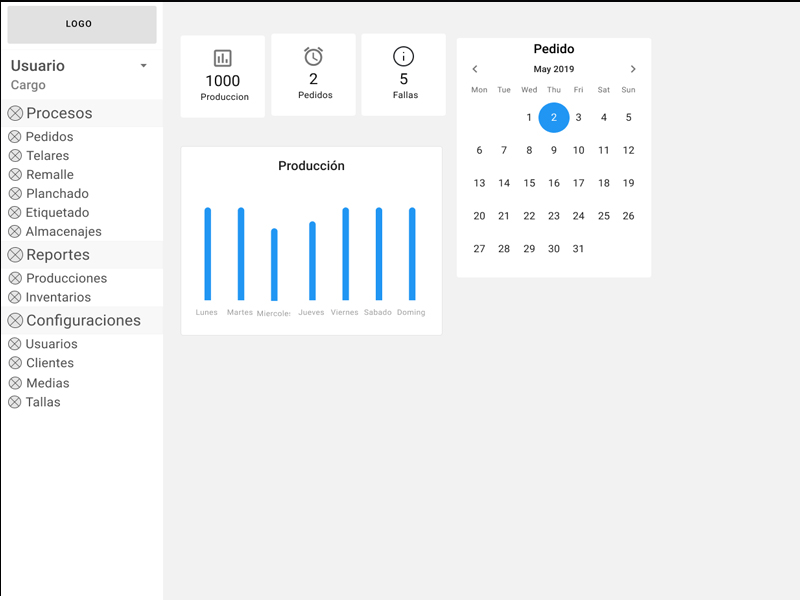 LOGO
Usuario
Cargo
Procesos
Pedidos
Telares
Remalle
Planchado
Etiquetado
Almacenajes
Reportes
Producciones
Inventarios
Configuraciones
Usuarios
Clientes
Medias
Tallas
1000
Produccion
2
Pedidos
5
Fallas
Producción
Lunes Martes Miercoles Jueves Viernes Sabado Doming
Pedido
May 2019
Mon Tue Wed Thu Fri Sat Sun
1 2 3 4 5
6 7 8 9 10 11 12
13 14 15 16 17 18 19
20 21 22 23 24 25 26
27 28 29 30 31